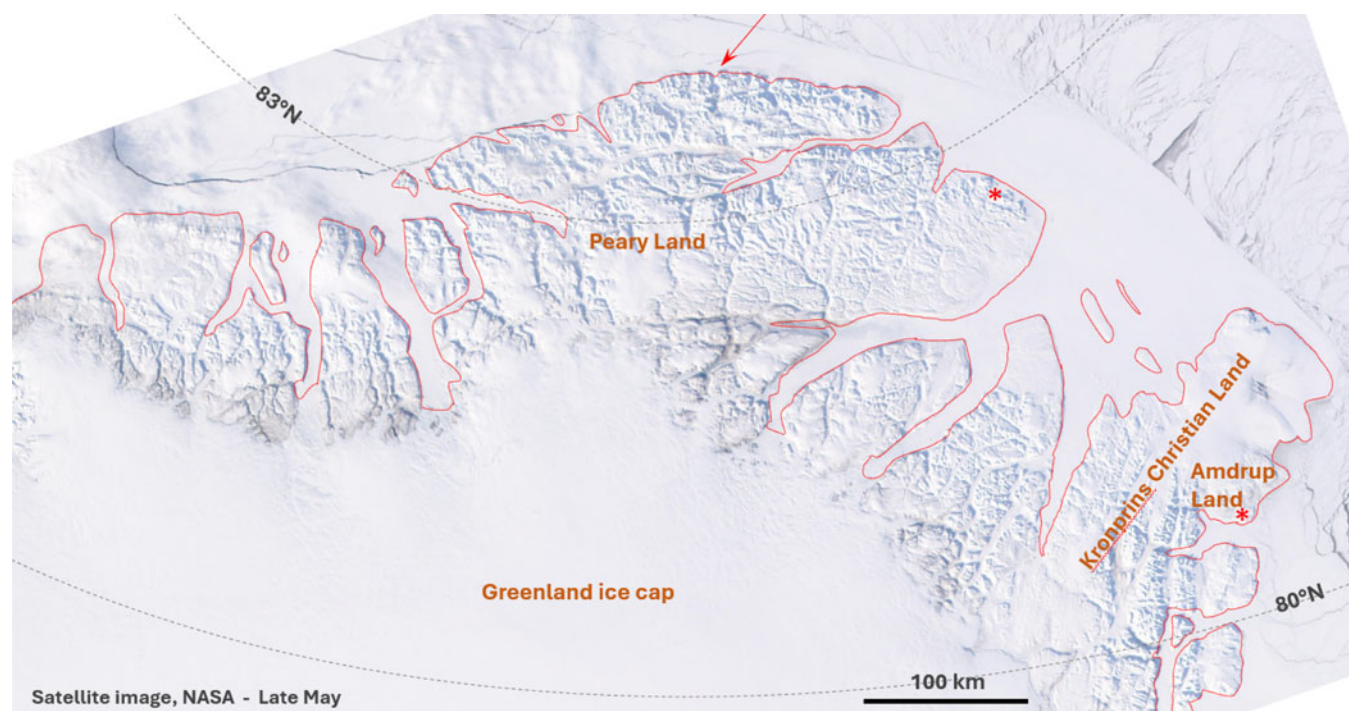 83°N
*
Peary Land
Kronprins Christian Land
Amdrup
Land
*
Greenland ice cap
80°N
Satellite image, NASA - Late May
100 km